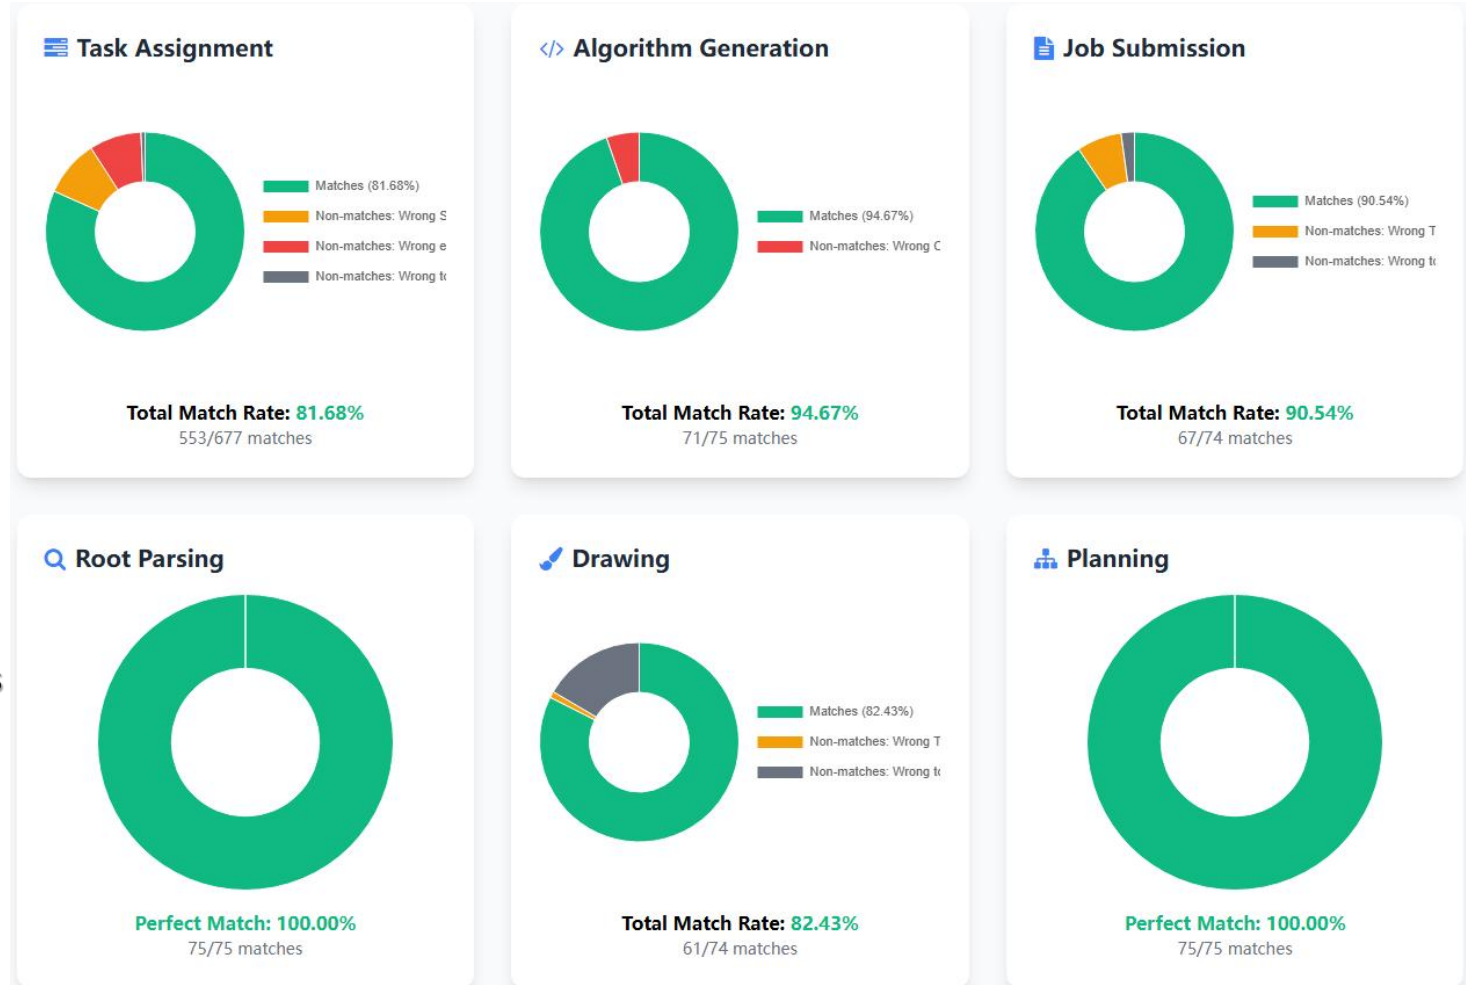 Task Assignment
Matches (81.68%)
Non-matches: Wrong S
Non-matches: Wrong e
Non-matches: Wrong to
Total Match Rate: 81.68%
553/677 matches
Algorithm Generation
Matches (94.67%)
Non-matches: Wrong C
Total Match Rate: 94.67%
71/75 matches
Job Submission
Matches (90.54%)
Non-matches: Wrong T
Non-matches: Wrong to
Total Match Rate: 90.54%
67/74 matches
Root Parsing
Perfect Match: 100.00%
75/75 matches
Drawing
Matches (82.43%)
Non-matches: Wrong T
Non-matches: Wrong to
Total Match Rate: 82.43%
61/74 matches
Planning
Perfect Match: 100.00%
75/75 matches